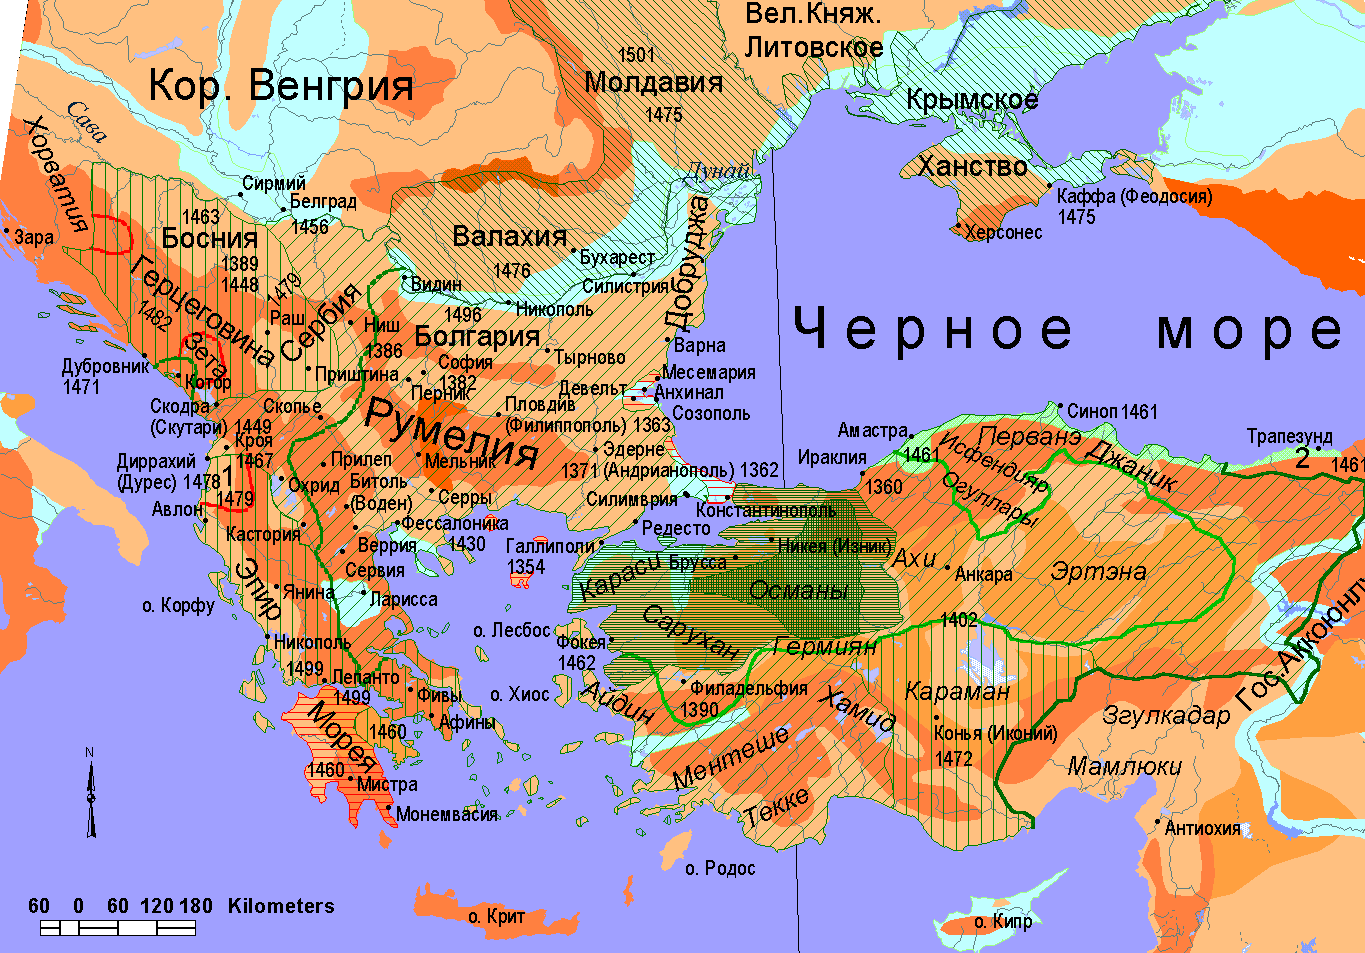 Вел.Княж.
Литовское
1501
Молдавия
1475
Кор. Венгрия
Сава
Хорватия
Крымское
Ханство
Каффа (Феодосия)
1475
Херсонес
Дунай
Сирмий
Белград
1456
1463
Босния
1389
1448
1479
Зара
Герцеговина
1482
Сербия
Раш
Зета
Валахия
1476
Бухарест
Силистрия
Добруджа
Видин
Никополь
1496
Болгария
Ниш
1386
Тырново
Варна
Черное море
София
1382
Перник
Приштина
Дубровник
1471
Котор
Скодра
(Скутари)
1449
Скопье
Румелия
Пловдив
(Филиппополь) 1363
Девельт
Месемария
Анхинал
Созополь
Эдерне
1371 (Андрианополь) 1362
Кроя
1467
Диррахий
(Дурес) 1478
1
1479
Авлон
Охрид
Прилеп
Битоль
(Воден)
Мельник
Серры
Силимврия
Константинополь
Редесто
Кастория
Фессалоника
1430
Веррия
Сервия
Галлиполи
1354
Эпир
Янина
Ларисса
о. Корфу
Никополь
1499
Лепанто
1499
Фивы
Афины
Морея
1460
1460
Мистра
Монемвасия
о. Лесбос
Фокея
1462
о. Хиос
Синоп 1461
Амастра
1461
Ираклия
1360
Исфендияр
Огуллары
Перванэ
Джаник
Трапезунд
2
1461
Никея (Изник)
Брусса
Караси
Османы
Ахи
Анкара
Эртэна
1402
Сарухан
Гермиян
Филадельфия
1390
Айдин
Хамид
Караман
Конья (Иконий)
1472
Ментеше
Текке
Згулкадар
Мамлюки
Гос.Аккоюнлу
Антиохия
о. Родос
о. Крит
о. Кипр
N
60 0 60 120 180 Kilometers